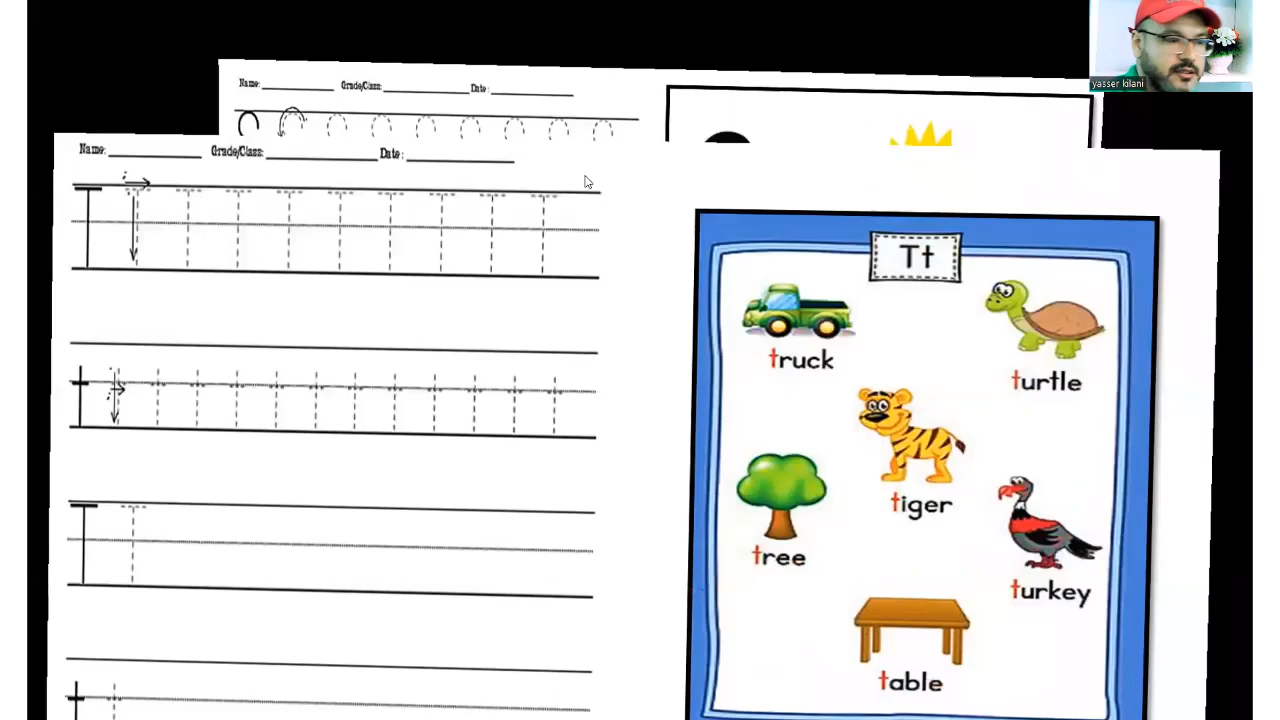 yasser kilani
Name: Grade/Class: Date :
Name: Grade/Class: Date :
T
t
T
t
Tt
truck
turtle
tiger
tree
turkey
table